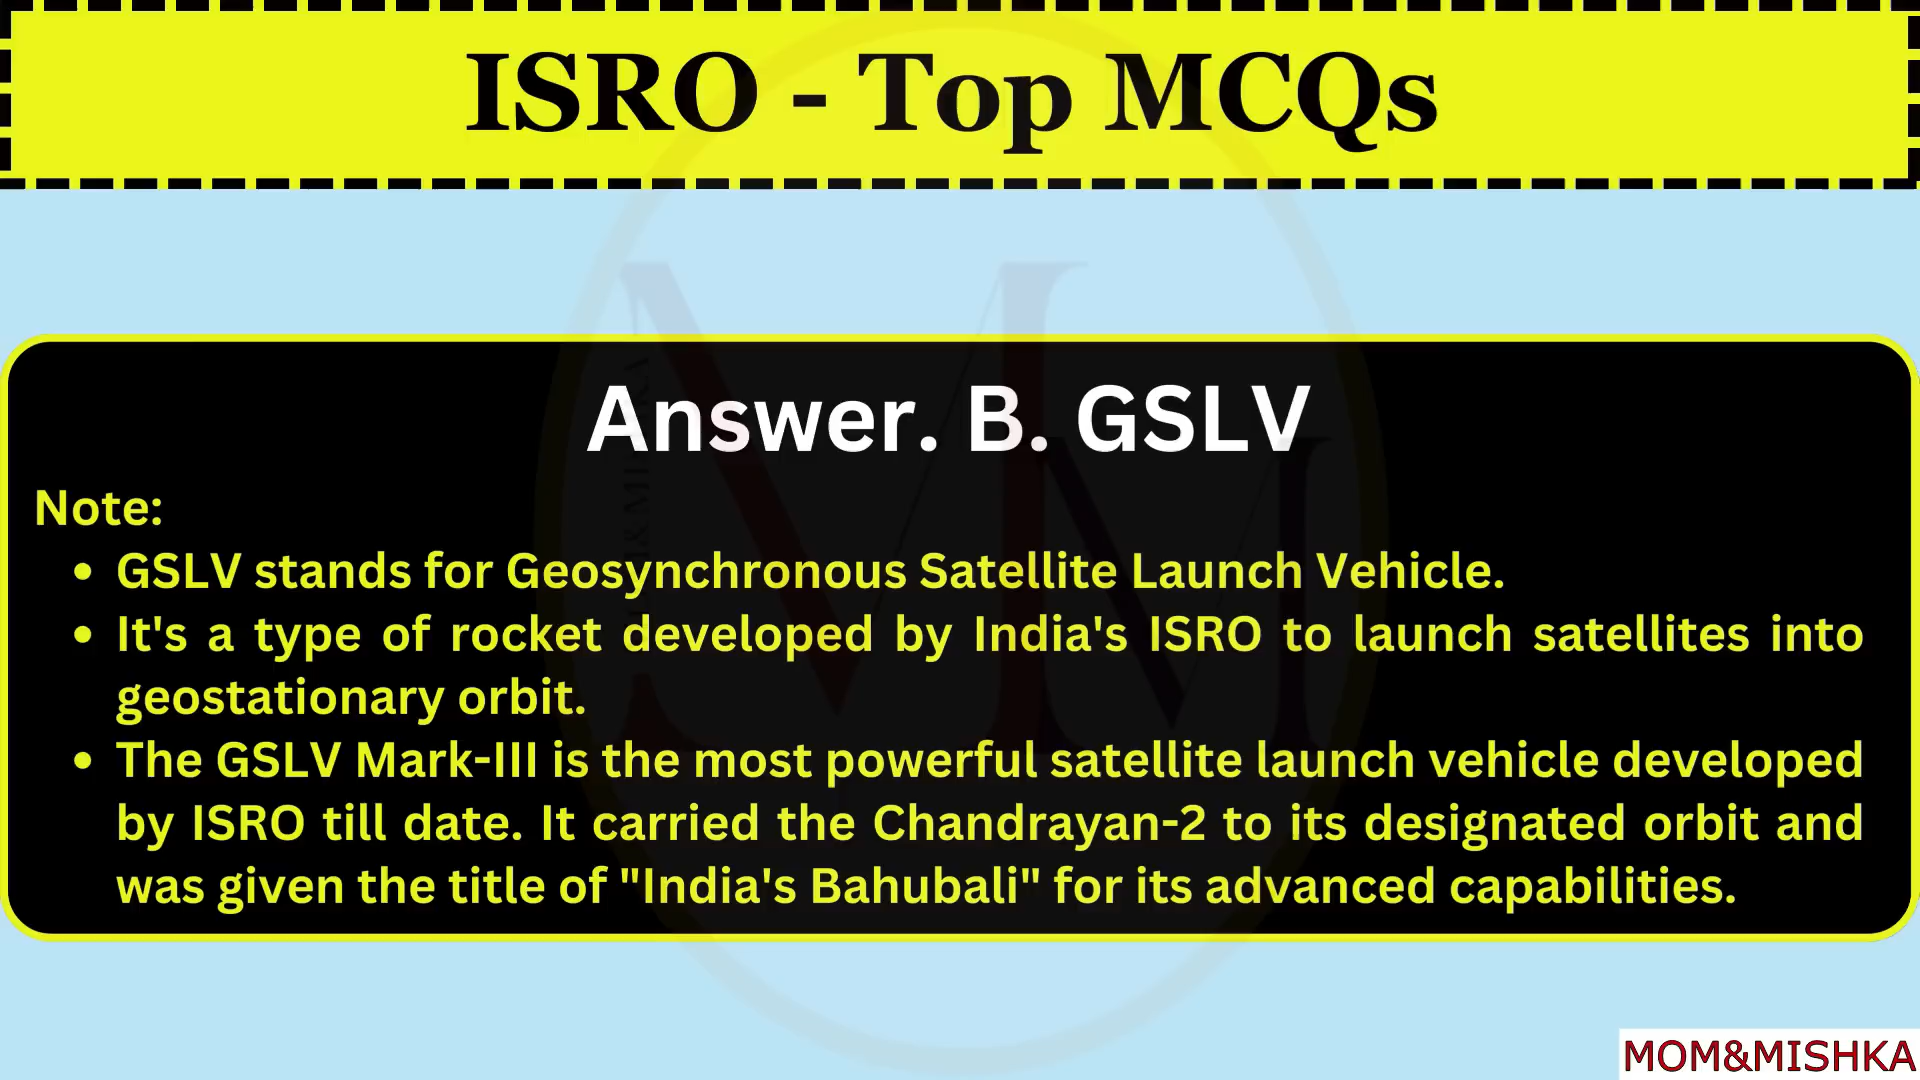 ISRO - Top MCQs
Answer. B. GSLV
Note:
• GSLV stands for Geosynchronous Satellite Launch Vehicle.
• It's a type of rocket developed by India's ISRO to launch satellites into
geostationary orbit.
• The GSLV Mark-III is the most powerful satellite launch vehicle developed
by ISRO till date. It carried the Chandrayan-2 to its designated orbit and
was given the title of "India's Bahubali" for its advanced capabilities.
MOM&MISHKA